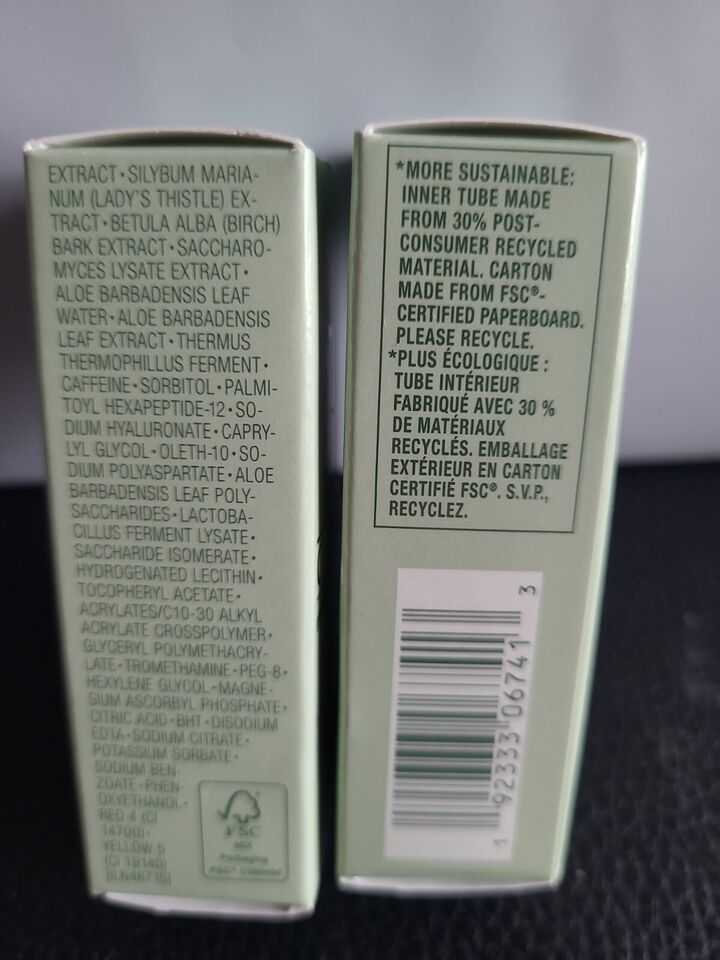 EXTRACT•SILYBUM MARIA-
NUM (LADY'S THISTLE) EX-
TRACT•BETULA ALBA (BIRCH)
BARK EXTRACT•SACCHARO-
MYCES LYSATE EXTRACT•
ALOE BARBADENSIS LEAF
WATER•ALOE BARBADENSIS
LEAF EXTRACT•THERMUS
THERMOPHILLUS FERMENT•
CAFFEINE•SORBITOL•PALMI-
TOYL HEXAPEPTIDE-12•SO-
DIUM HYALURONATE•CAPRY-
LYL GLYCOL•OLETH-10•SO-
DIUM POLYASPARTATE•ALOE
BARBADENSIS LEAF POLY-
SACCHARIDES•LACTOBA-
CILLUS FERMENT LYSATE•
SACCHARIDE ISOMERATE•
HYDROGENATED LECITHIN•
TOCOPHERYL ACETATE•
ACRYLATES/C10-30 ALKYL
ACRYLATE CROSSPOLYMER•
GLYCERYL POLYMETHACRY-
LATE•TROMETHAMINE•PEG-8•
HEXYLENE GLYCOL•MAGNE-
SIUM ASCORBYL PHOSPHATE•
CITRIC ACID•BHT•DISODIUM
EDTA•SODIUM CITRATE•
POTASSIUM SORBATE•
SODIUM BEN-
ZOATE•PHEN-
OXYETHANOL•
RED 4 (CI
14700)•
YELLOW 5
(CI 19140)
[ILN46715]
FSC
MIX
Packaging
*MORE SUSTAINABLE:
INNER TUBE MADE
FROM 30% POST-
CONSUMER RECYCLED
MATERIAL. CARTON
MADE FROM FSC®-
CERTIFIED PAPERBOARD.
PLEASE RECYCLE.
*PLUS ÉCOLOGIQUE :
TUBE INTÉRIEUR
FABRIQUÉ AVEC 30 %
DE MATÉRIAUX
RECYCLÉS. EMBALLAGE
EXTÉRIEUR EN CARTON
CERTIFIÉ FSC®. S.V.P.,
RECYCLEZ.
1 92333 06741 3